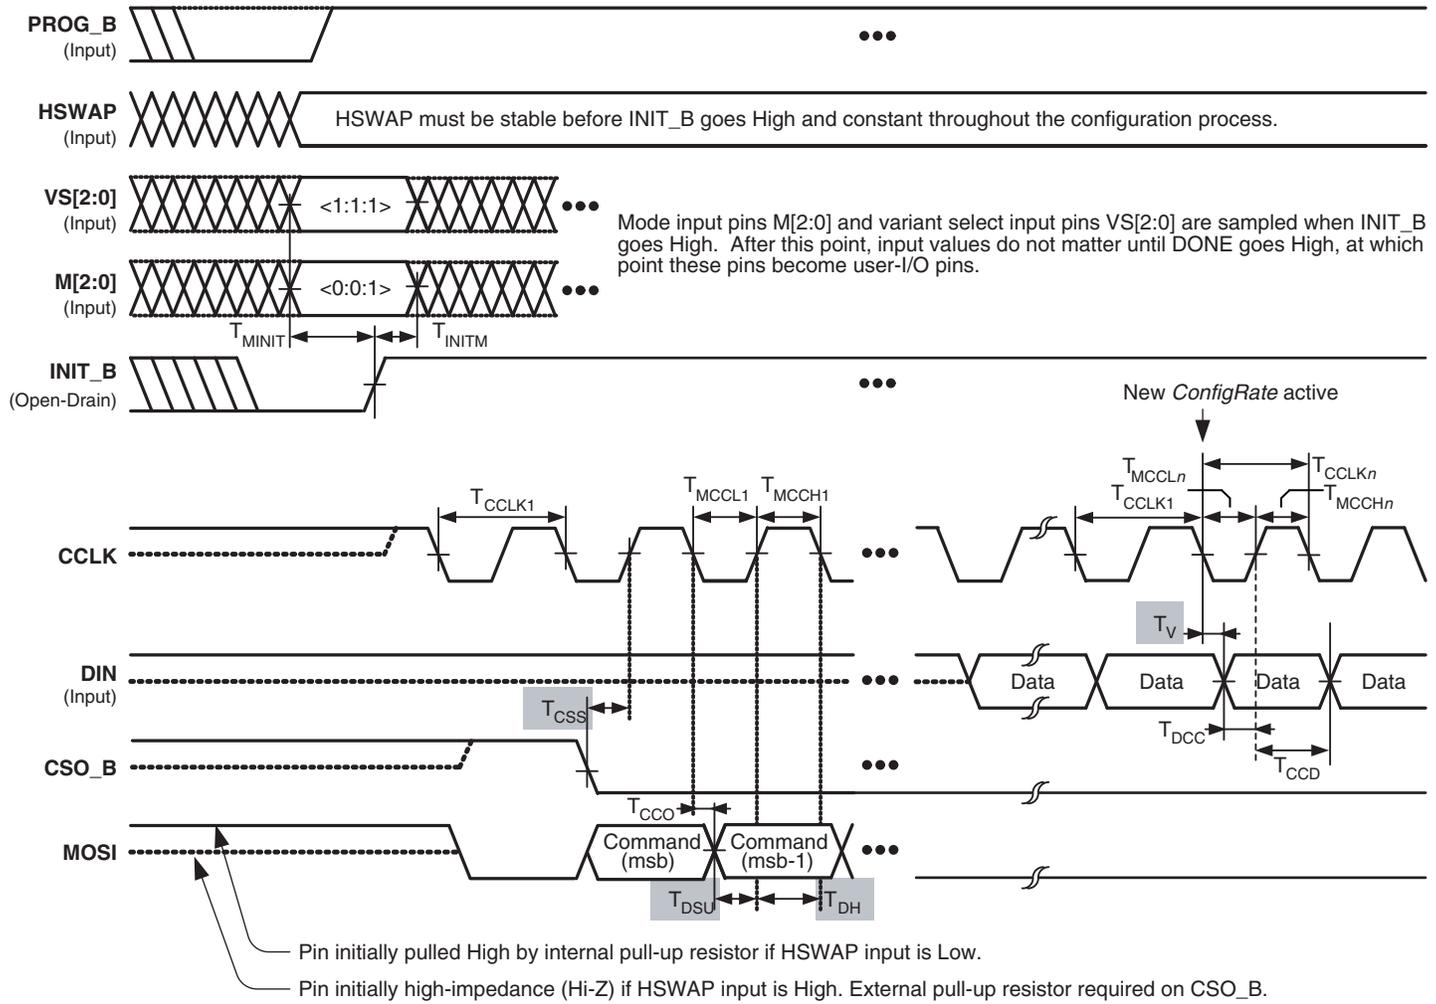 PROG_B
(Input)
HSWAP
(Input)
HSWAP must be stable before INIT_B goes High and constant throughout the configuration process.
VS[2:0]
(Input)
<1:1:1>
Mode input pins M[2:0] and variant select input pins VS[2:0] are sampled when INIT_B
goes High. After this point, input values do not matter until DONE goes High, at which
point these pins become user-I/O pins.
M[2:0]
(Input)
<0:0:1>
TMINIT
TINITM
INIT_B
(Open-Drain)
New ConfigRate active
TMCCLn
TCCLKn
TCCLK1
TMCCL1
TMCCH1
TCCLK1
TMCCHn
CCLK
TV
DIN
(Input)
Data
Data
Data
Data
TCSS
TDCC
TCCD
CSO_B
TCCO
MOSI
Command
(msb)
Command
(msb-1)
TDSU
TDH
Pin initially pulled High by internal pull-up resistor if HSWAP input is Low.
Pin initially high-impedance (Hi-Z) if HSWAP input is High. External pull-up resistor required on CSO_B.